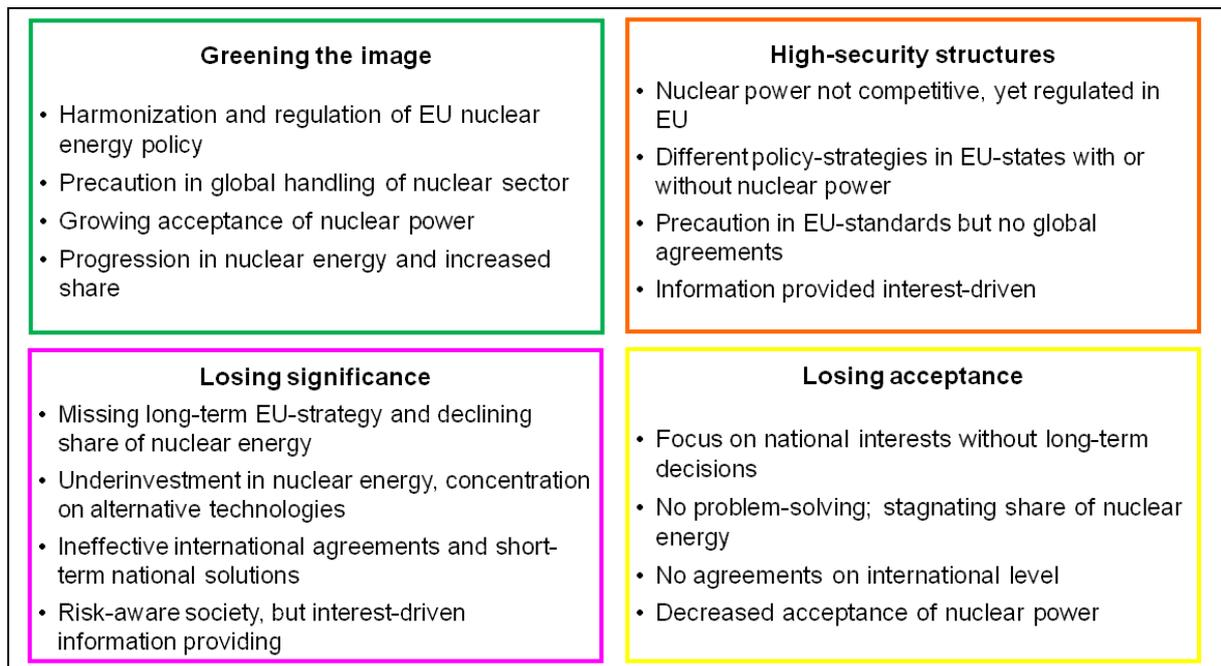 Greening the image
• Harmonization and regulation of EU nuclear
energy policy
• Precaution in global handling of nuclear sector
• Growing acceptance of nuclear power
• Progression in nuclear energy and increased
share
High-security structures
• Nuclear power not competitive, yet regulated in
EU
• Different policy-strategies in EU-states with or
without nuclear power
• Precaution in EU-standards but no global
agreements
• Information provided interest-driven
Losing significance
• Missing long-term EU-strategy and declining
share of nuclear energy
• Underinvestment in nuclear energy, concentration
on alternative technologies
• Ineffective international agreements and short-
term national solutions
• Risk-aware society, but interest-driven
information providing
Losing acceptance
• Focus on national interests without long-term
decisions
• No problem-solving; stagnating share of nuclear
energy
• No agreements on international level
• Decreased acceptance of nuclear power